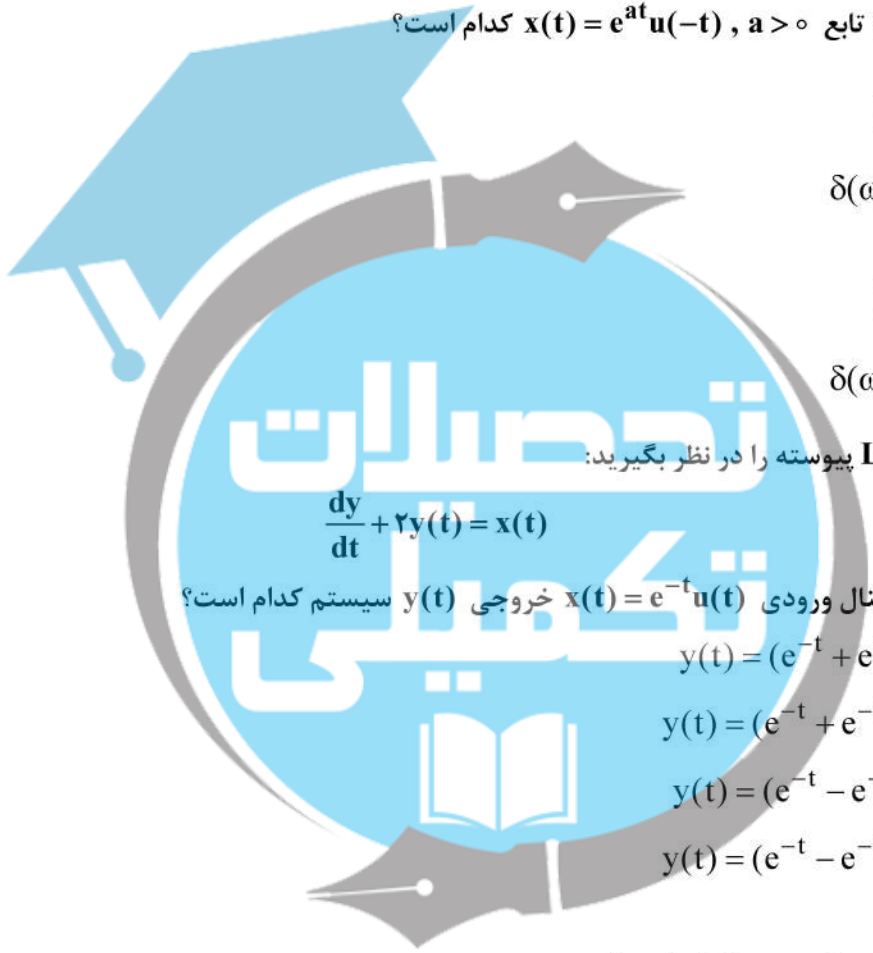 تابع x(t) = e^{at}u(−t) , a > ۰ کدام است؟
δ(ω
δ(ω
پیوسته را در نظر بگیرید:
dy/dt + ۲y(t) = x(t)
ورودی x(t) = e^{−t}u(t) خروجی y(t) سیستم کدام است؟
y(t) = (e^{−t} + e
y(t) = (e^{−t} + e^{−
y(t) = (e^{−t} − e^{−
y(t) = (e^{−t} − e^{−
تحصیلات
تکمیلی